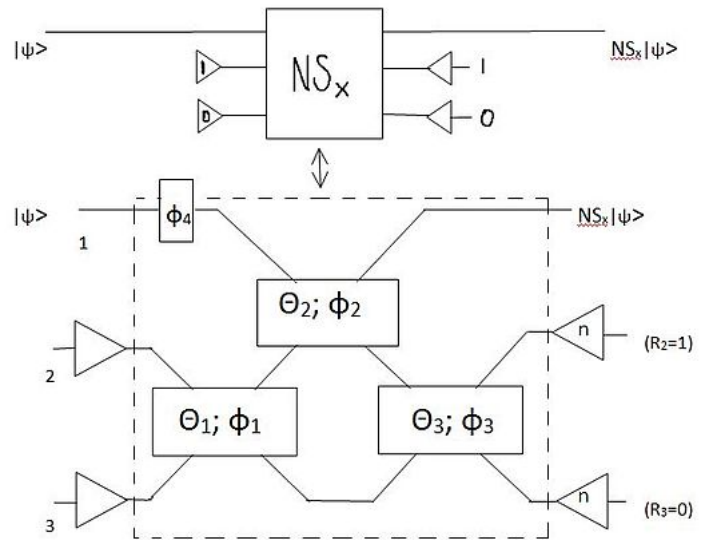 |ψ> NSₓ NSₓ|ψ>
1 1
0 0
|ψ> ϕ₄ NSₓ|ψ>
1
Θ₂; ϕ₂
n (R₂=1)
2
Θ₁; ϕ₁ Θ₃; ϕ₃
n (R₃=0)
3